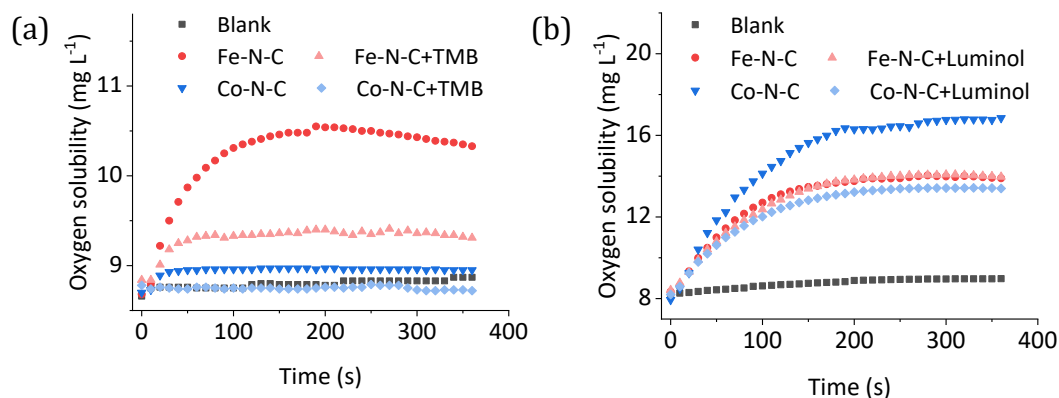 (a)
Blank
Fe-N-C
Fe-N-C+TMB
Co-N-C
Co-N-C+TMB
Oxygen solubility (mg L⁻¹)
11
10
9
8
0
100
200
300
400
Time (s)
(b)
Blank
Fe-N-C
Fe-N-C+Luminol
Co-N-C
Co-N-C+Luminol
Oxygen solubility (mg L⁻¹)
20
16
12
8
0
100
200
300
400
Time (s)